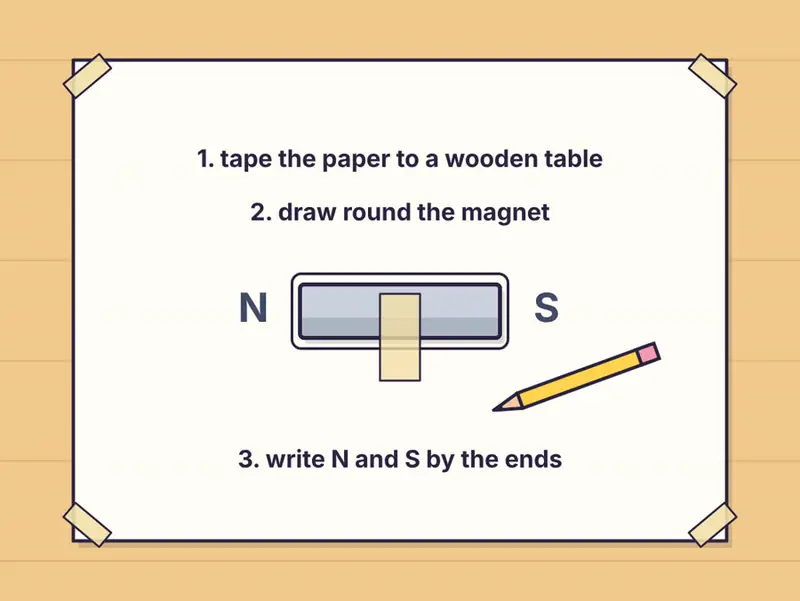 1. tape the paper to a wooden table
2. draw round the magnet
N S
3. write N and S by the ends